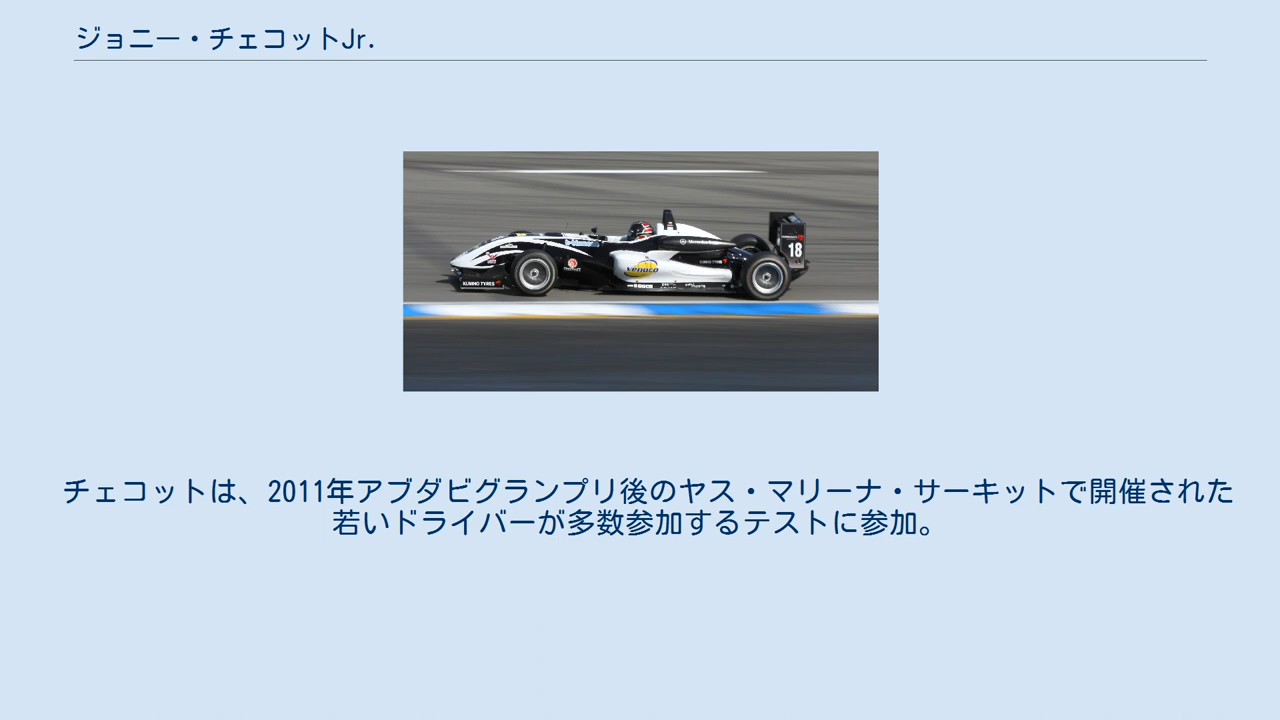 ジョニー・チェコットJr.
18
venoco
KUMHO TYRES
チェコットは、2011年アブダビグランプリ後のヤス・マリーナ・サーキットで開催された
若いドライバーが多数参加するテストに参加。